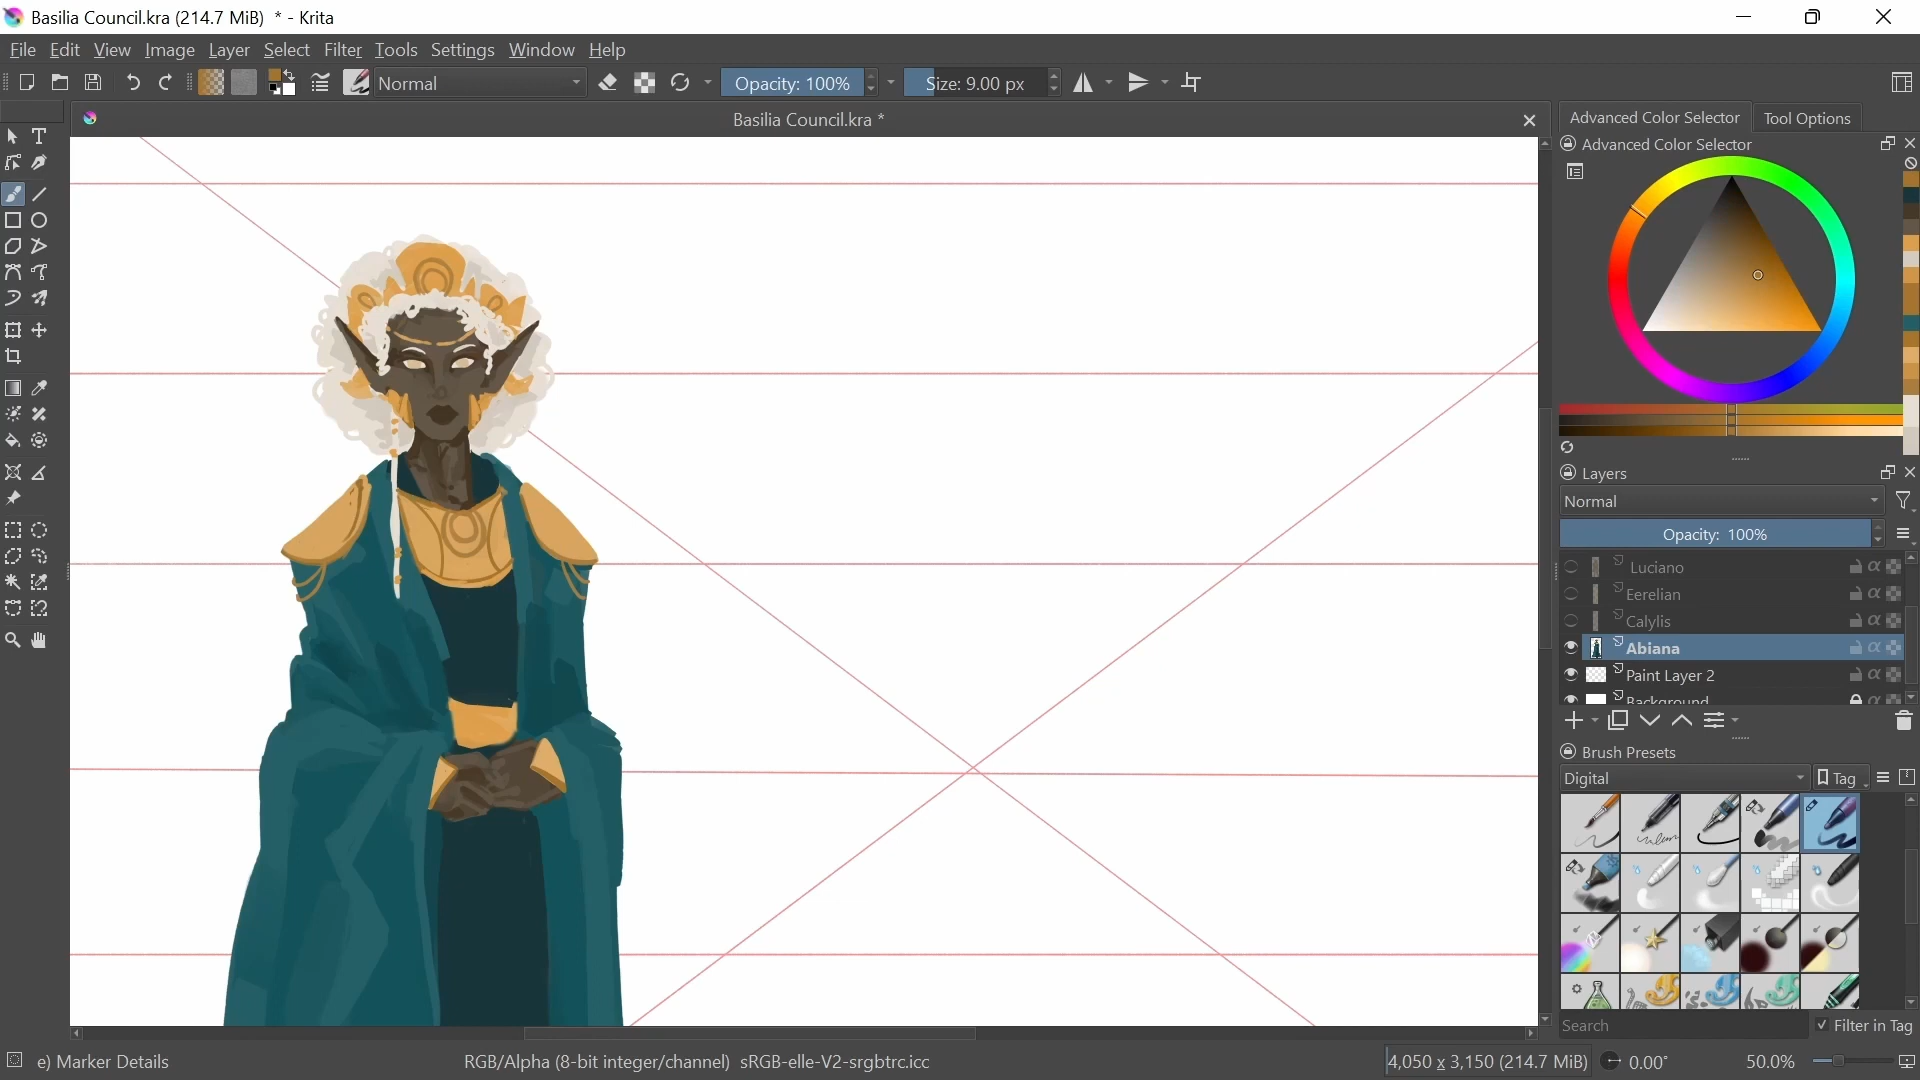 Basilia Council.kra (214.7 MiB) * - Krita
File Edit View Image Layer Select Filter Tools Settings Window Help
Normal Opacity: 100% Size: 9.00 px
Basilia Council.kra *
Advanced Color Selector Tool Options
Advanced Color Selector
Layers
Normal
Opacity: 100%
Luciano
Eerelian
Calylis
Abiana
Paint Layer 2
Background
Brush Presets
Digital Tag
Search Filter in Tag
e) Marker Details RGB/Alpha (8-bit integer/channel) sRGB-elle-V2-srgbtrc.icc 4,050 x 3,150 (214.7 MiB) 0.00° 50.0%